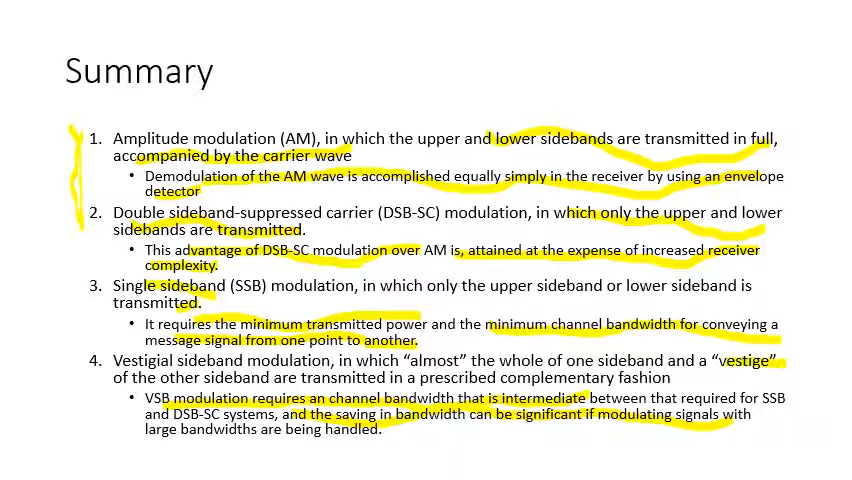 Summary
1. Amplitude modulation (AM), in which the upper and lower sidebands are transmitted in full,
accompanied by the carrier wave
• Demodulation of the AM wave is accomplished equally simply in the receiver by using an envelope
detector
2. Double sideband-suppressed carrier (DSB-SC) modulation, in which only the upper and lower
sidebands are transmitted.
• This advantage of DSB-SC modulation over AM is, attained at the expense of increased receiver
complexity.
3. Single sideband (SSB) modulation, in which only the upper sideband or lower sideband is
transmitted.
• It requires the minimum transmitted power and the minimum channel bandwidth for conveying a
message signal from one point to another.
4. Vestigial sideband modulation, in which “almost” the whole of one sideband and a “vestige”
of the other sideband are transmitted in a prescribed complementary fashion
• VSB modulation requires an channel bandwidth that is intermediate between that required for SSB
and DSB-SC systems, and the saving in bandwidth can be significant if modulating signals with
large bandwidths are being handled.